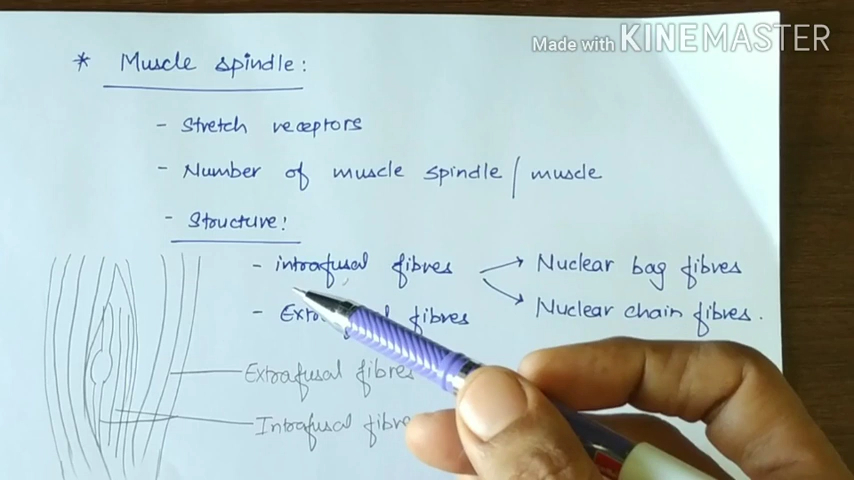 Made with KINEMASTER
* Muscle spindle:
- Stretch receptors
- Number of muscle spindle / muscle
- Structure:
- intrafusal fibres → Nuclear bag fibres
→ Nuclear chain fibres.
- fibres
Extrafusal fibres
Intrafusal